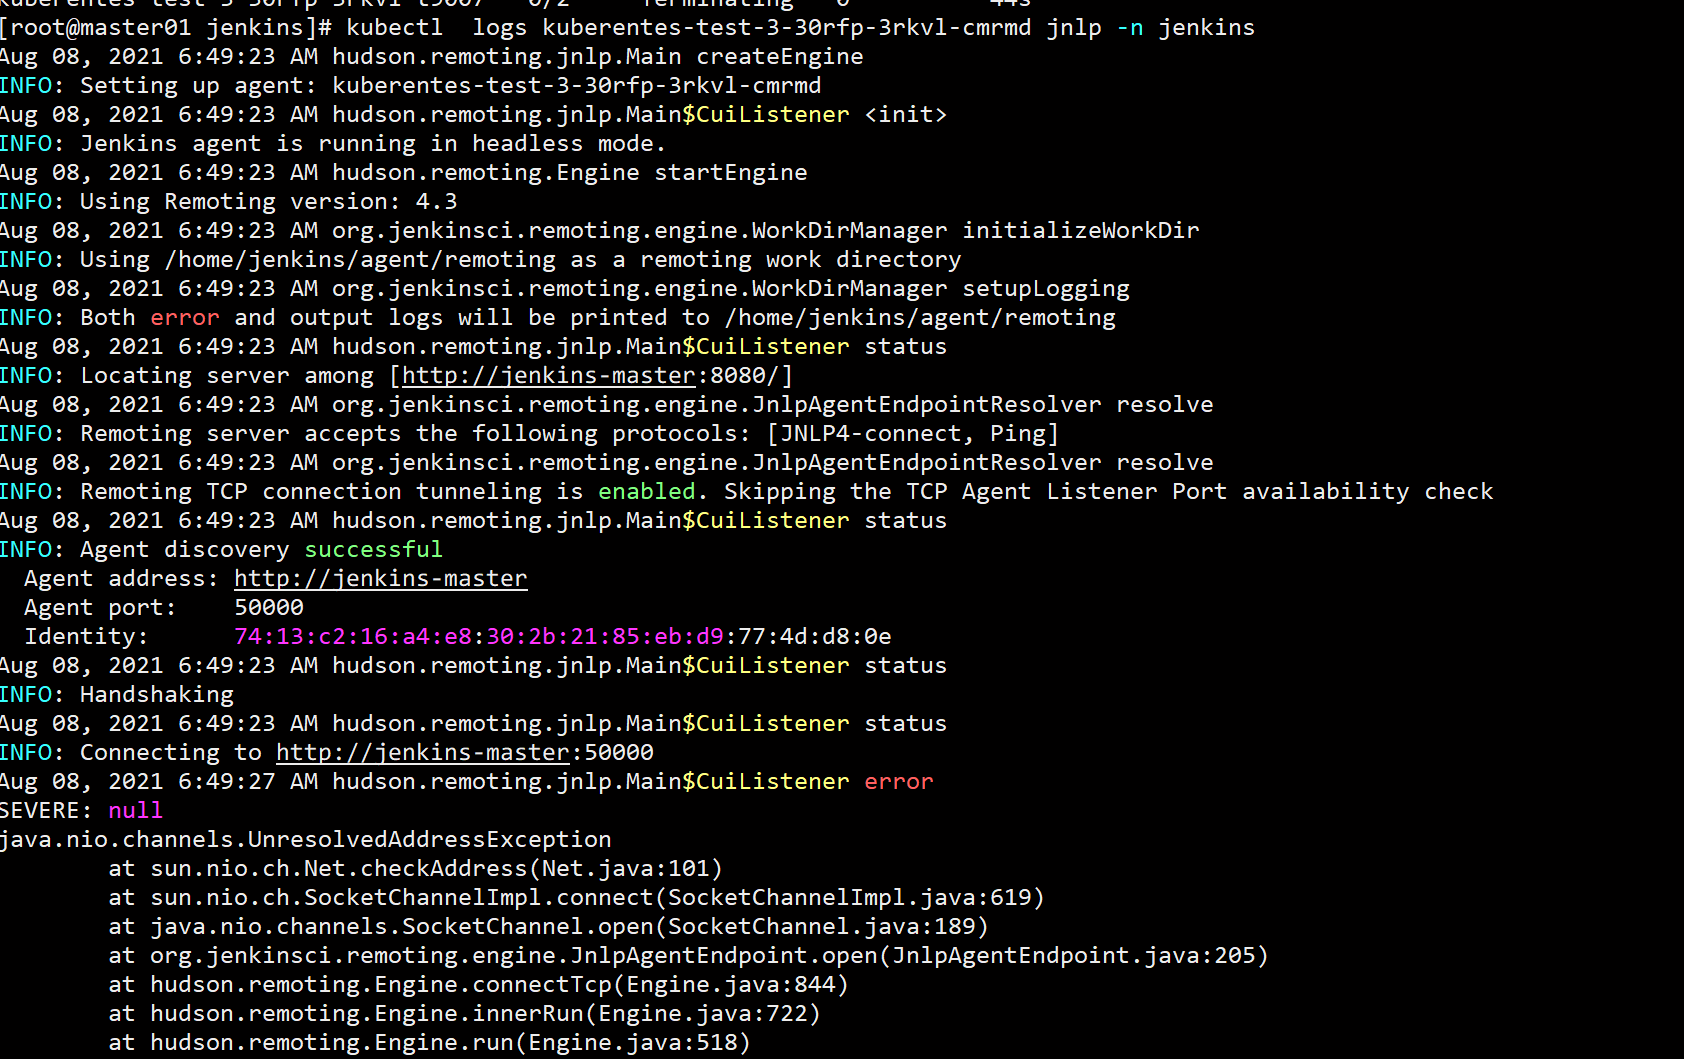 kuberentes-test-3-30rfp-3rkvl-t9667   0/2     Terminating   0          44s
[root@master01 jenkins]# kubectl  logs kuberentes-test-3-30rfp-3rkvl-cmrmd jnlp -n jenkins
Aug 08, 2021 6:49:23 AM hudson.remoting.jnlp.Main createEngine
INFO: Setting up agent: kuberentes-test-3-30rfp-3rkvl-cmrmd
Aug 08, 2021 6:49:23 AM hudson.remoting.jnlp.Main$CuiListener <init>
INFO: Jenkins agent is running in headless mode.
Aug 08, 2021 6:49:23 AM hudson.remoting.Engine startEngine
INFO: Using Remoting version: 4.3
Aug 08, 2021 6:49:23 AM org.jenkinsci.remoting.engine.WorkDirManager initializeWorkDir
INFO: Using /home/jenkins/agent/remoting as a remoting work directory
Aug 08, 2021 6:49:23 AM org.jenkinsci.remoting.engine.WorkDirManager setupLogging
INFO: Both error and output logs will be printed to /home/jenkins/agent/remoting
Aug 08, 2021 6:49:23 AM hudson.remoting.jnlp.Main$CuiListener status
INFO: Locating server among [http://jenkins-master:8080/]
Aug 08, 2021 6:49:23 AM org.jenkinsci.remoting.engine.JnlpAgentEndpointResolver resolve
INFO: Remoting server accepts the following protocols: [JNLP4-connect, Ping]
Aug 08, 2021 6:49:23 AM org.jenkinsci.remoting.engine.JnlpAgentEndpointResolver resolve
INFO: Remoting TCP connection tunneling is enabled. Skipping the TCP Agent Listener Port availability check
Aug 08, 2021 6:49:23 AM hudson.remoting.jnlp.Main$CuiListener status
INFO: Agent discovery successful
  Agent address: http://jenkins-master
  Agent port:    50000
  Identity:      74:13:c2:16:a4:e8:30:2b:21:85:eb:d9:77:4d:d8:0e
Aug 08, 2021 6:49:23 AM hudson.remoting.jnlp.Main$CuiListener status
INFO: Handshaking
Aug 08, 2021 6:49:23 AM hudson.remoting.jnlp.Main$CuiListener status
INFO: Connecting to http://jenkins-master:50000
Aug 08, 2021 6:49:27 AM hudson.remoting.jnlp.Main$CuiListener error
SEVERE: null
java.nio.channels.UnresolvedAddressException
        at sun.nio.ch.Net.checkAddress(Net.java:101)
        at sun.nio.ch.SocketChannelImpl.connect(SocketChannelImpl.java:619)
        at java.nio.channels.SocketChannel.open(SocketChannel.java:189)
        at org.jenkinsci.remoting.engine.JnlpAgentEndpoint.open(JnlpAgentEndpoint.java:205)
        at hudson.remoting.Engine.connectTcp(Engine.java:844)
        at hudson.remoting.Engine.innerRun(Engine.java:722)
        at hudson.remoting.Engine.run(Engine.java:518)